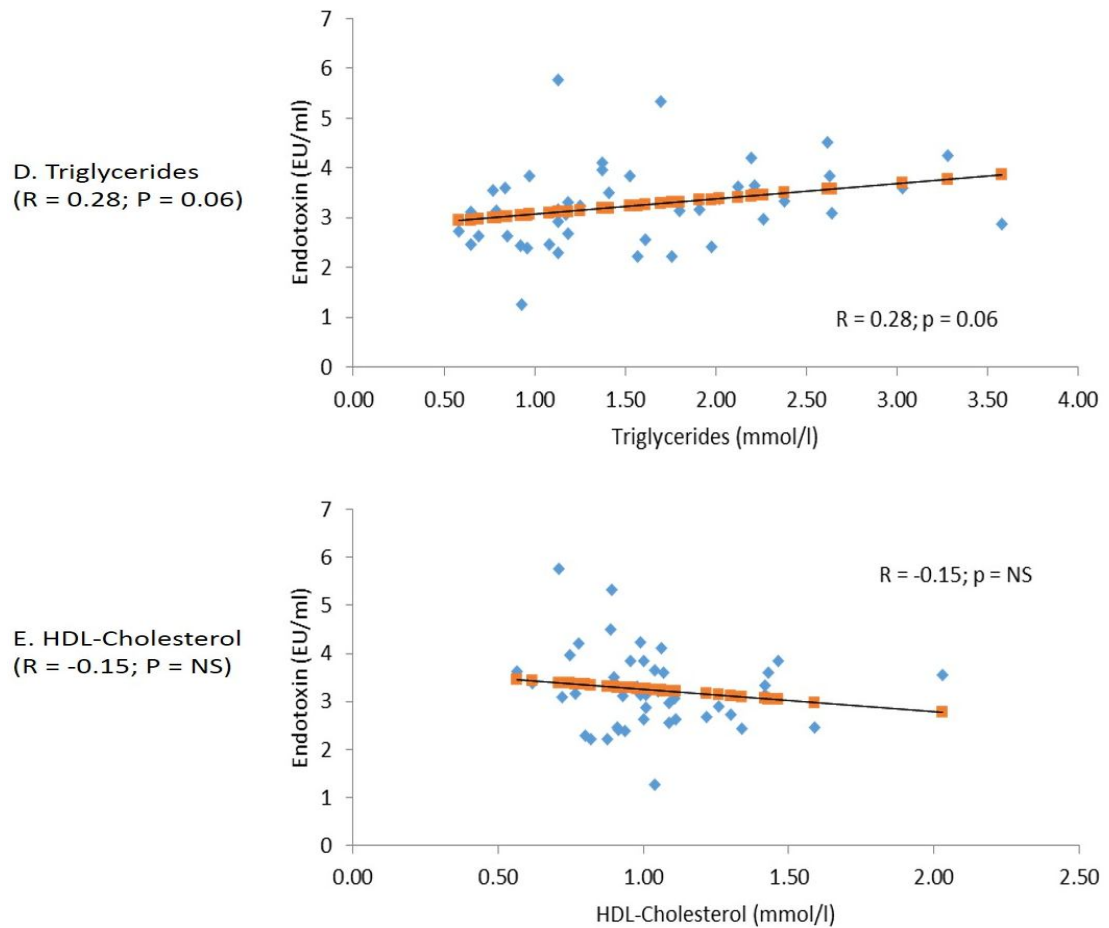 D. Triglycerides
(R = 0.28; P = 0.06)
Endotoxin (EU/ml)
7
6
5
4
3
2
1
0
R = 0.28; p = 0.06
0.00 0.50 1.00 1.50 2.00 2.50 3.00 3.50 4.00
Triglycerides (mmol/l)
E. HDL-Cholesterol
(R = -0.15; P = NS)
Endotoxin (EU/ml)
7
6
5
4
3
2
1
0
R = -0.15; p = NS
0.00 0.50 1.00 1.50 2.00 2.50
HDL-Cholesterol (mmol/l)